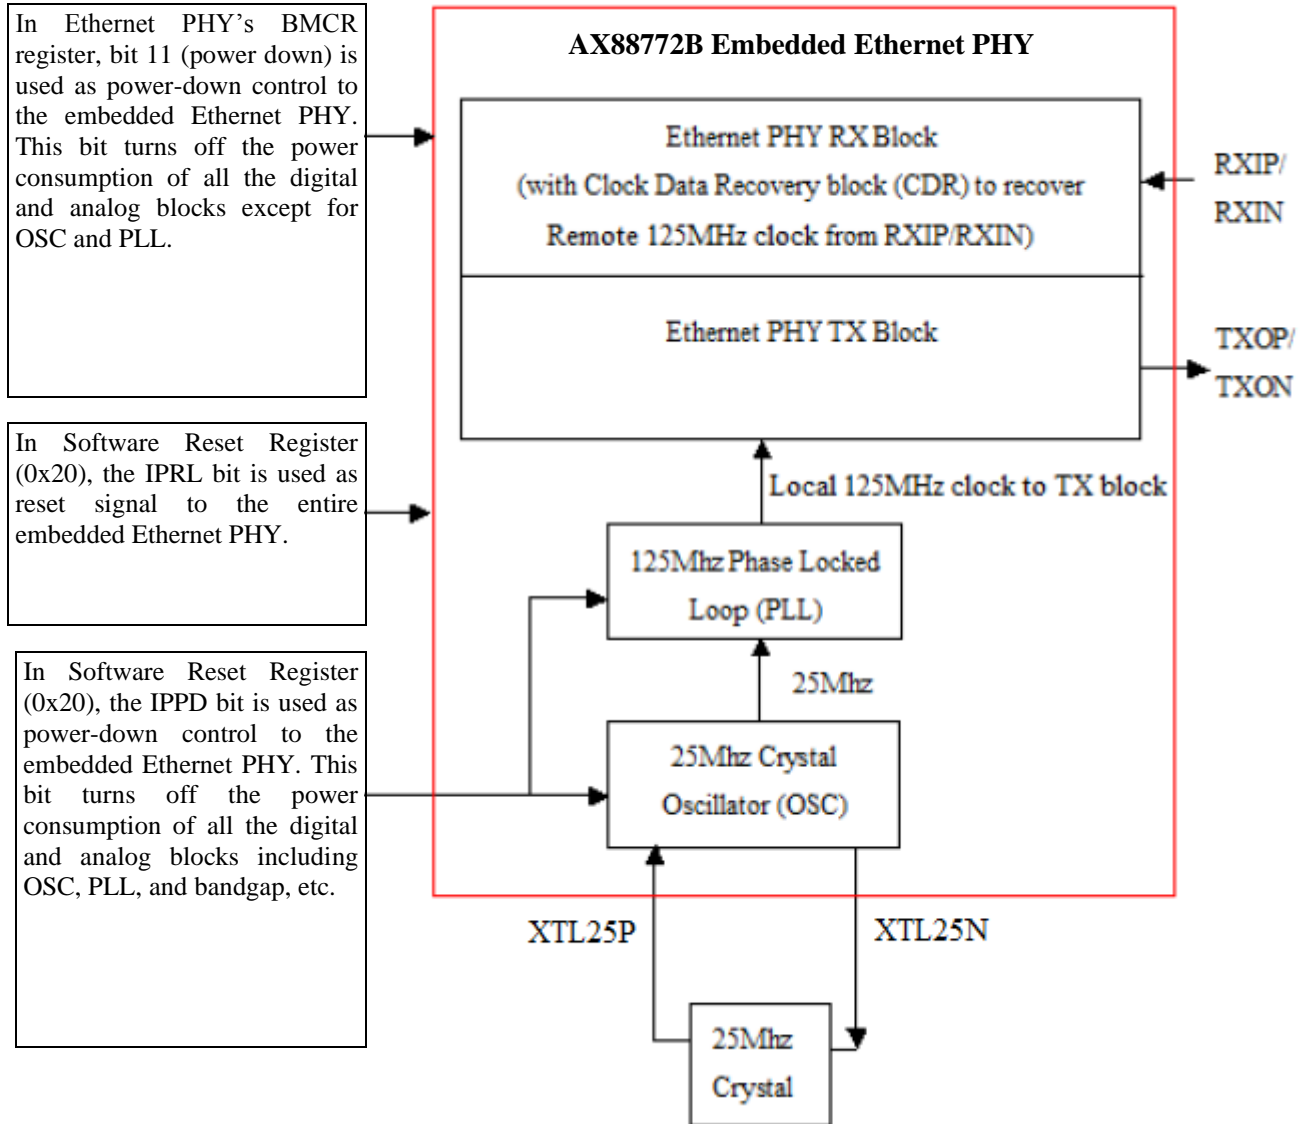 In Ethernet PHY’s BMCR
register, bit 11 (power down) is
used as power-down control to
the embedded Ethernet PHY.
This bit turns off the power
consumption of all the digital
and analog blocks except for
OSC and PLL.
In Software Reset Register
(0x20), the IPRL bit is used as
reset signal to the entire
embedded Ethernet PHY.
In Software Reset Register
(0x20), the IPPD bit is used as
power-down control to the
embedded Ethernet PHY. This
bit turns off the power
consumption of all the digital
and analog blocks including
OSC, PLL, and bandgap, etc.
AX88772B Embedded Ethernet PHY
Ethernet PHY RX Block
(with Clock Data Recovery block (CDR) to recover
Remote 125MHz clock from RXIP/RXIN)
RXIP/
RXIN
Ethernet PHY TX Block
TXOP/
TXON
Local 125MHz clock to TX block
125Mhz Phase Locked
Loop (PLL)
25Mhz
25Mhz Crystal
Oscillator (OSC)
XTL25P
XTL25N
25Mhz
Crystal